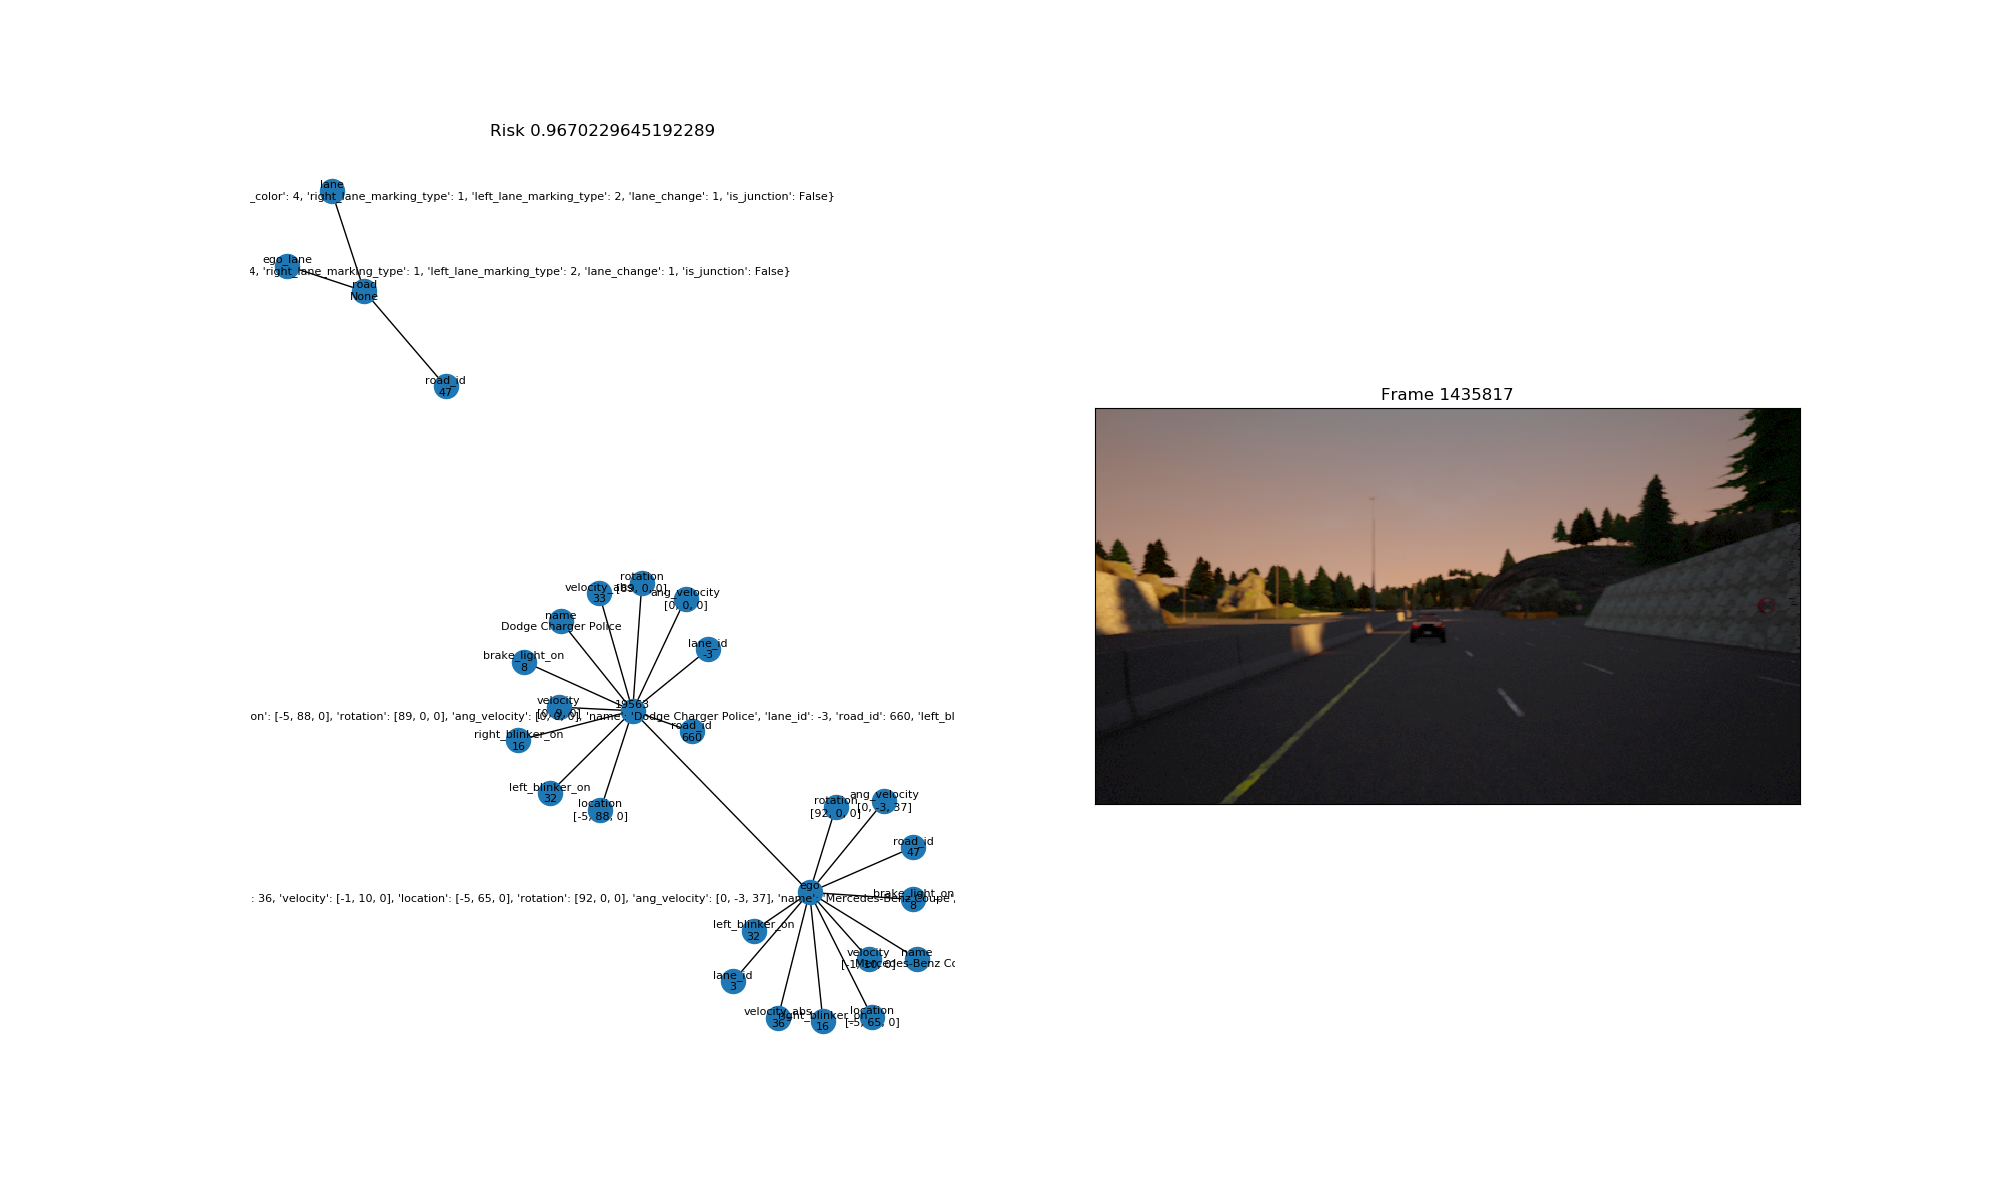 Risk 0.9670229645192289
lane
_color': 4, 'right_lane_marking_type': 1, 'left_lane_marking_type': 2, 'lane_change': 1, 'is_junction': False}
ego_lane
4, 'right_lane_marking_type': 1, 'left_lane_marking_type': 2, 'lane_change': 1, 'is_junction': False}
road
None
road_id
47
Frame 1435817
rotation
[89, 0, 0]
velocity_abs
33
ang_velocity
[0, 0, 0]
name
Dodge Charger Police
lane_id
-3
brake_light_on
8
velocity
[0, 9, 0]
19563
on': [-5, 88, 0], 'rotation': [89, 0, 0], 'ang_velocity': [0, 0, 0], 'name': 'Dodge Charger Police', 'lane_id': -3, 'road_id': 660, 'left_bl
road_id
660
right_blinker_on
16
left_blinker_on
32
location
[-5, 88, 0]
rotation
[92, 0, 0]
ang_velocity
[0, -3, 37]
road_id
47
ego
: 36, 'velocity': [-1, 10, 0], 'location': [-5, 65, 0], 'rotation': [92, 0, 0], 'ang_velocity': [0, -3, 37], 'name': 'Mercedes-Benz Coupe',
brake_light_on
8
left_blinker_on
32
velocity
[-1, 10, 0]
name
Mercedes-Benz Co
lane_id
3
velocity_abs
36
right_blinker_on
16
location
[-5, 65, 0]